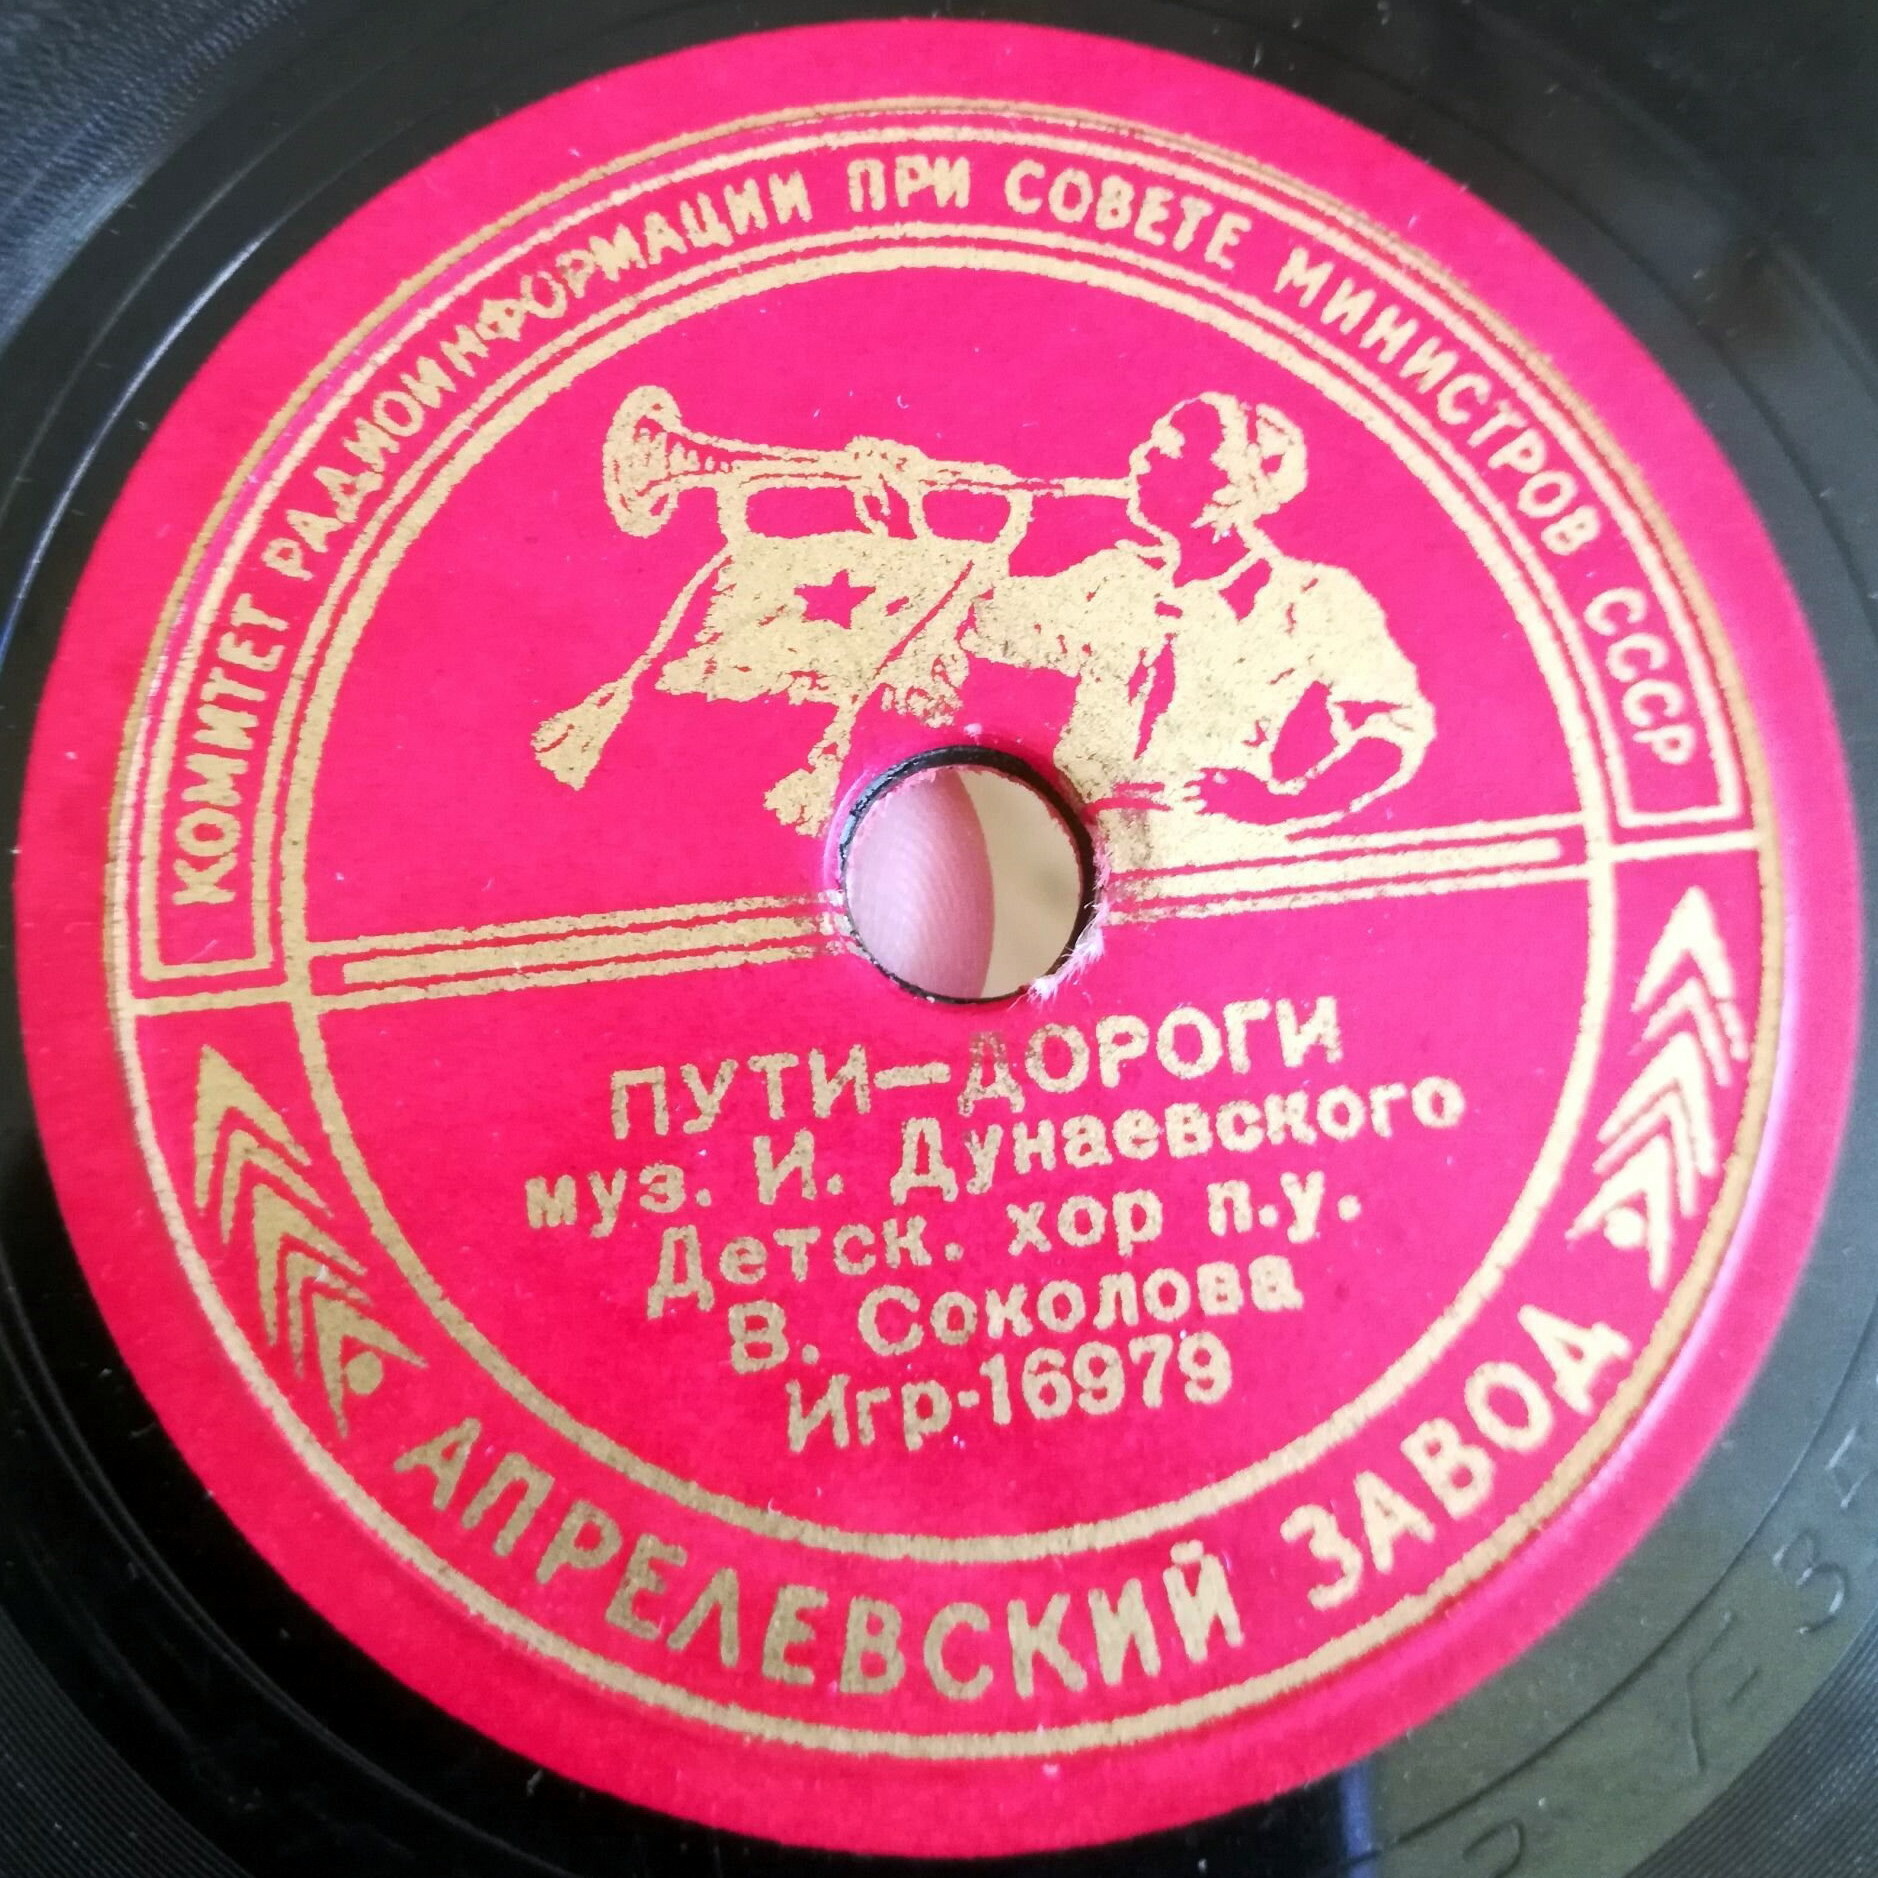 КОМИТЕТ РАДИОИНФОРМАЦИИ ПРИ СОВЕТЕ МИНИСТРОВ СССР
ПУТИ—ДОРОГИ
муз. И. Дунаевского
Детск. хор п.у.
В. Соколова
Игр-16979
АПРЕЛЕВСКИЙ ЗАВОД